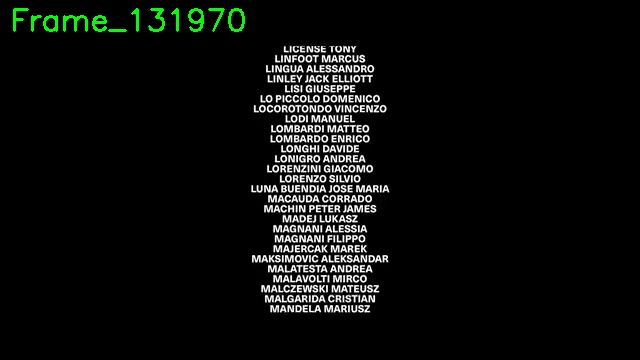 Frame_131970
LICENSE TONY
LINFOOT MARCUS
LINGUA ALESSANDRO
LINLEY JACK ELLIOTT
LISI GIUSEPPE
LO PICCOLO DOMENICO
LOCOROTONDO VINCENZO
LODI MANUEL
LOMBARDI MATTEO
LOMBARDO ENRICO
LONGHI DAVIDE
LONIGRO ANDREA
LORENZINI GIACOMO
LORENZO SILVIO
LUNA BUENDIA JOSE MARIA
MACAUDA CORRADO
MACHIN PETER JAMES
MADEJ LUKASZ
MAGNANI ALESSIA
MAGNANI FILIPPO
MAJERCAK MAREK
MAKSIMOVIC ALEKSANDAR
MALATESTA ANDREA
MALAVOLTI MIRCO
MALCZEWSKI MATEUSZ
MALGARIDA CRISTIAN
MANDELA MARIUSZ